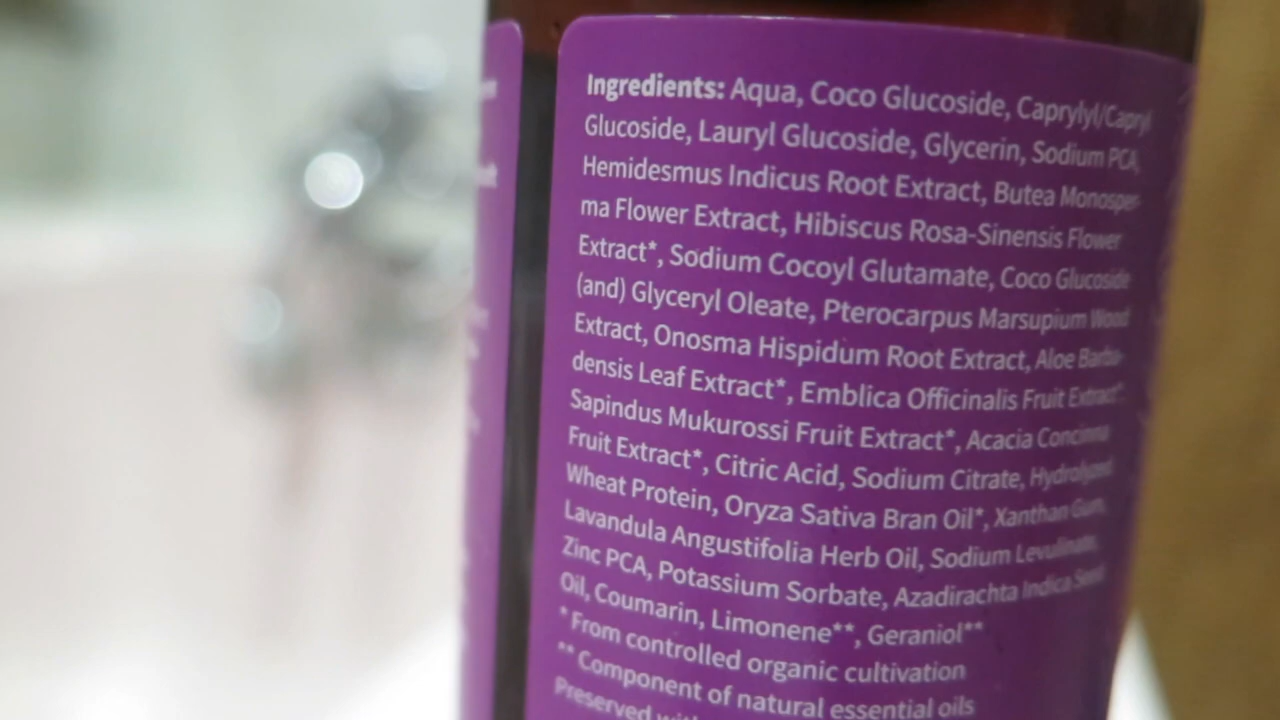 Ingredients: Aqua, Coco Glucoside, Caprylyl/Capryl
Glucoside, Lauryl Glucoside, Glycerin, Sodium PCA,
Hemidesmus Indicus Root Extract, Butea Monosper-
ma Flower Extract, Hibiscus Rosa-Sinensis Flower
Extract*, Sodium Cocoyl Glutamate, Coco Glucoside
(and) Glyceryl Oleate, Pterocarpus Marsupium Wood
Extract, Onosma Hispidum Root Extract, Aloe Barba-
densis Leaf Extract*, Emblica Officinalis Fruit Extract*,
Sapindus Mukurossi Fruit Extract*, Acacia Concinna
Fruit Extract*, Citric Acid, Sodium Citrate, Hydrolyzed
Wheat Protein, Oryza Sativa Bran Oil*, Xanthan Gum,
Lavandula Angustifolia Herb Oil, Sodium Levulinate,
Zinc PCA, Potassium Sorbate, Azadirachta Indica Seed
Oil, Coumarin, Limonene**, Geraniol**
* From controlled organic cultivation
** Component of natural essential oils
Preserved with